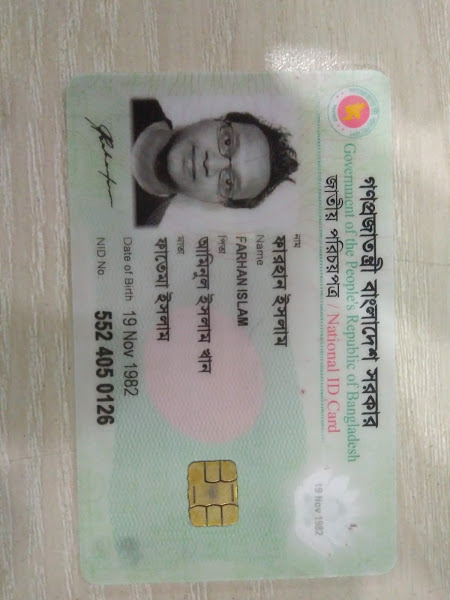 গণপ্রজাতন্ত্রী বাংলাদেশ সরকার
Government of the People's Republic of Bangladesh
জাতীয় পরিচয়পত্র / National ID Card
নাম
ফারহান ইসলাম
Name
FARHAN ISLAM
পিতা
আমিনুল ইসলাম খান
মাতা
ফাতেমা ইসলাম
Date of Birth 19 Nov 1982
NID No 552 405 0126
19 Nov 1982